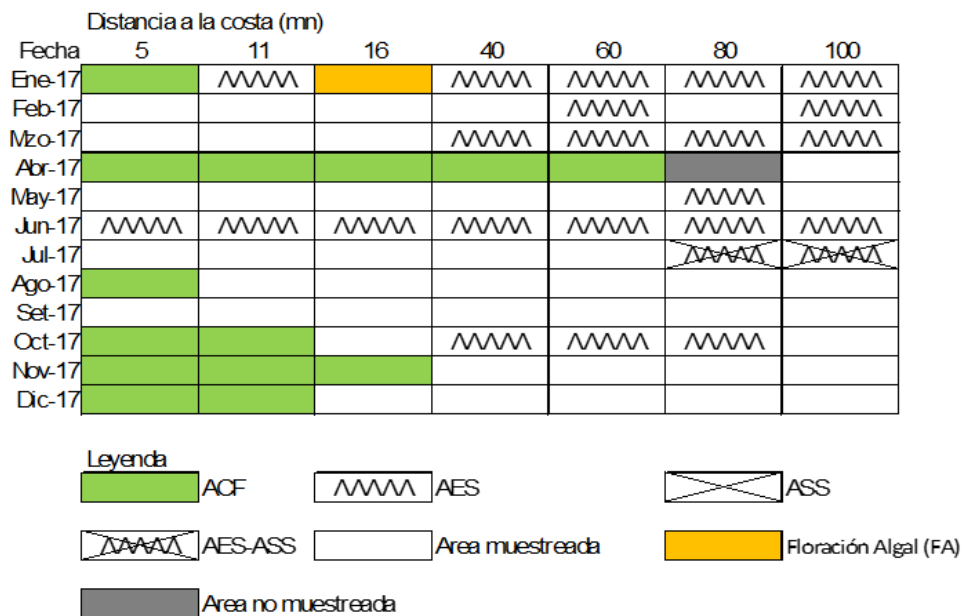 Distancia a la costa (mn)
Fecha 5 11 16 40 60 80 100
Ene-17
Feb-17
Mzo-17
Abr-17
May-17
Jun-17
Jul-17
Ago-17
Set-17
Oct-17
Nov-17
Dic-17
Leyenda
ACF AES ASS
AES-ASS Area muestreada Floración Algal (FA)
Area no muestreada